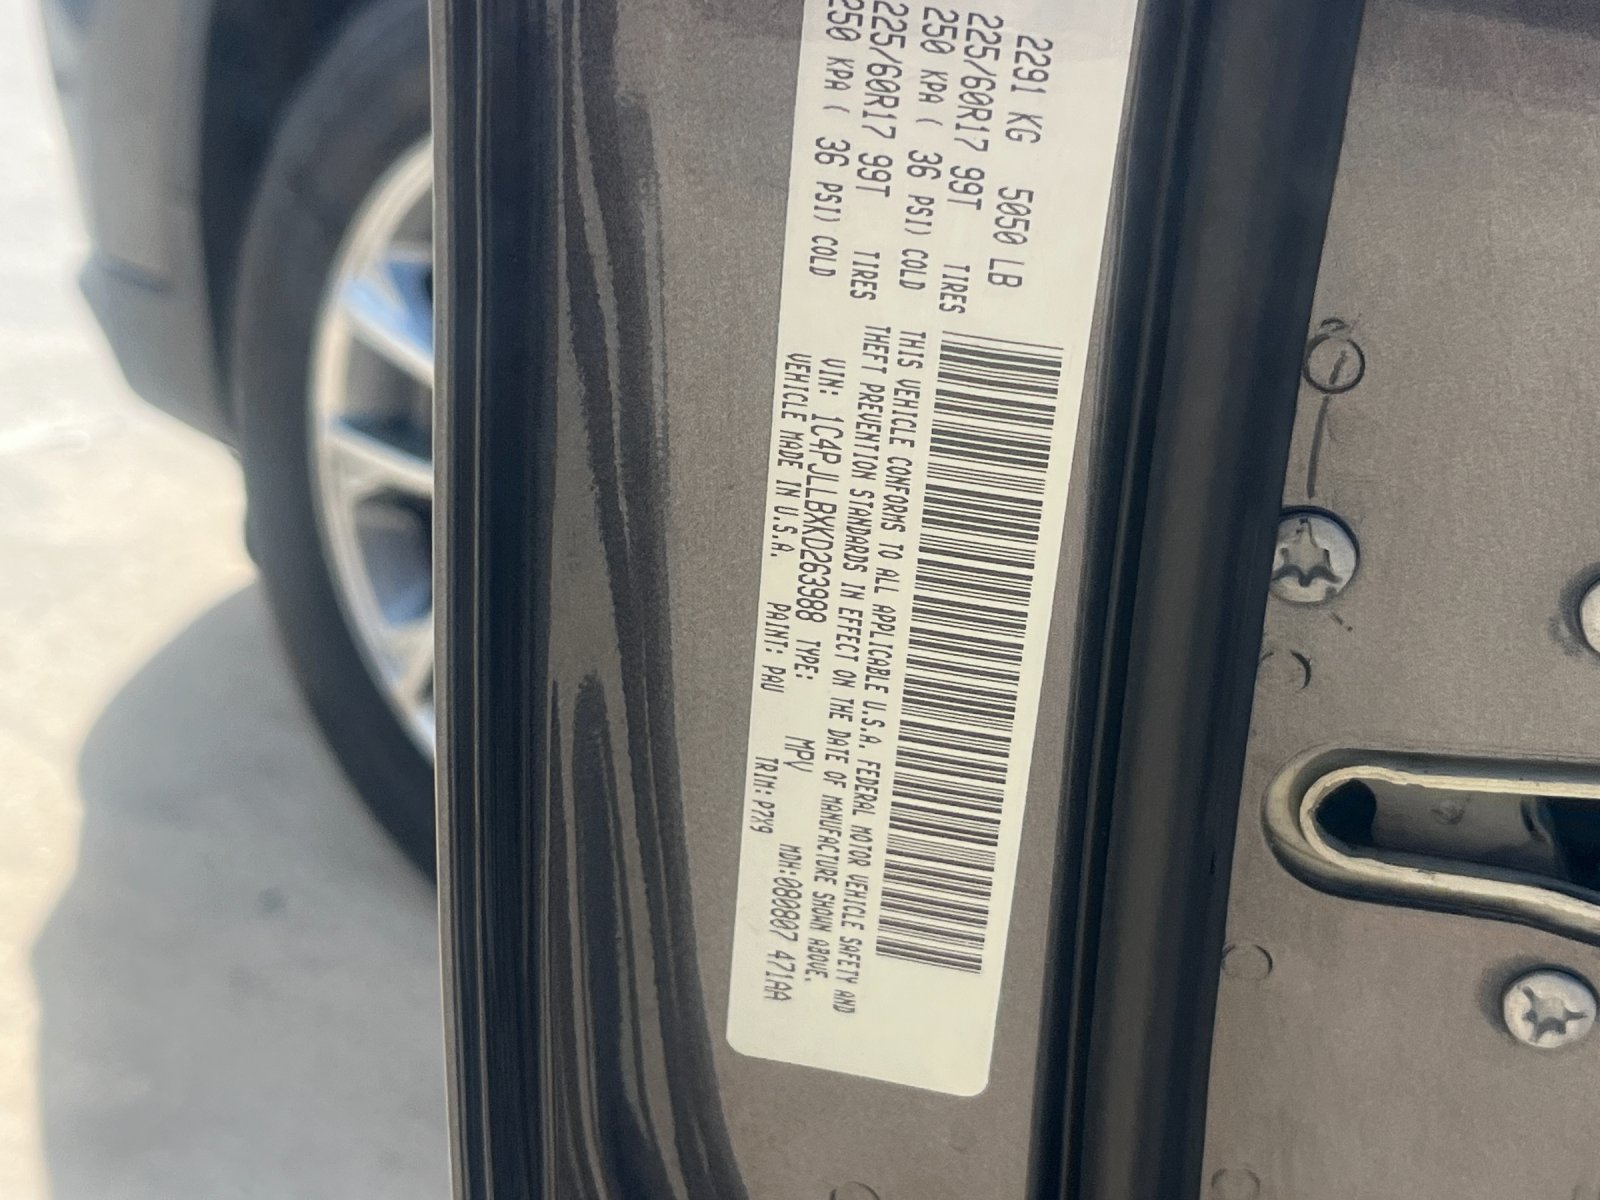 2291 KG 5050 LB
225/60R17 99T TIRES
250 KPA ( 36 PSI) COLD
225/60R17 99T TIRES
250 KPA ( 36 PSI) COLD
THIS VEHICLE CONFORMS TO ALL APPLICABLE U.S.A. FEDERAL MOTOR VEHICLE SAFETY AND
THEFT PREVENTION STANDARDS IN EFFECT ON THE DATE OF MANUFACTURE SHOWN ABOVE.
VIN: 1C4PJLLBXKD263988 TYPE: MPV MDH:080807 471AA
VEHICLE MADE IN U.S.A. PAINT: PAU TRIM: P7X9